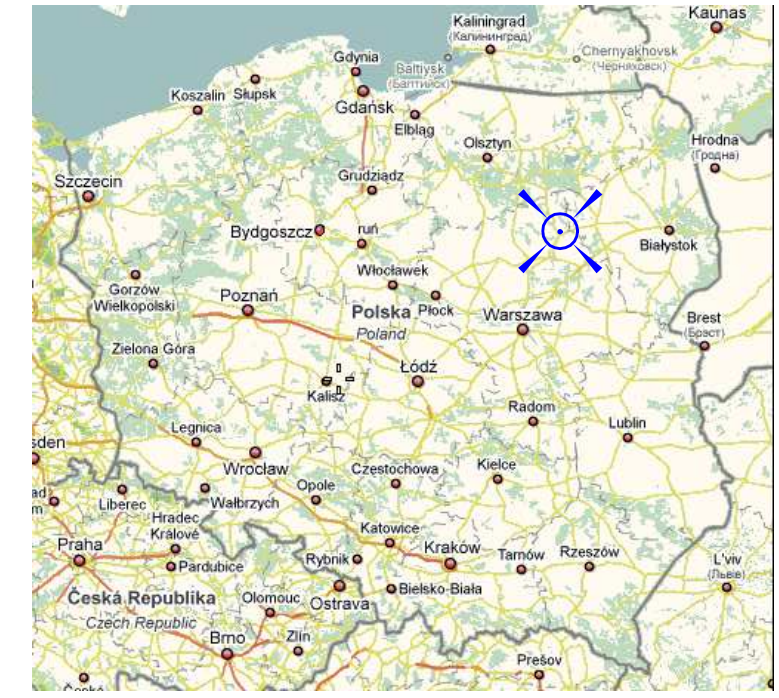 Kaunas
Kaliningrad
(Калининград)
Gdynia
Chernyakhovsk
(Черняховск)
Baltiysk
(Балтийск)
Koszalin
Słupsk
Gdańsk
Elbląg
Olsztyn
Hrodna
(Гродна)
Grudziądz
Szczecin
Bydgoszcz
ruń
Białystok
Włocławek
Gorzów
Wielkopolski
Poznań
Polska
Płock
Warszawa
Poland
Brest
(Брэст)
Zielona Góra
Łódź
Kalisz
Radom
Legnica
Lublin
sden
Wrocław
Częstochowa
Kielce
Opole
ad
m
Liberec
Wałbrzych
Hradec
Králové
Katowice
Praha
Kraków
Tarnów
Rzeszów
Rybnik
L'viv
(Львів)
Pardubice
Bielsko-Biała
Česká Republika
Olomouc
Ostrava
Czech Republic
Brno
Zlín
Prešov